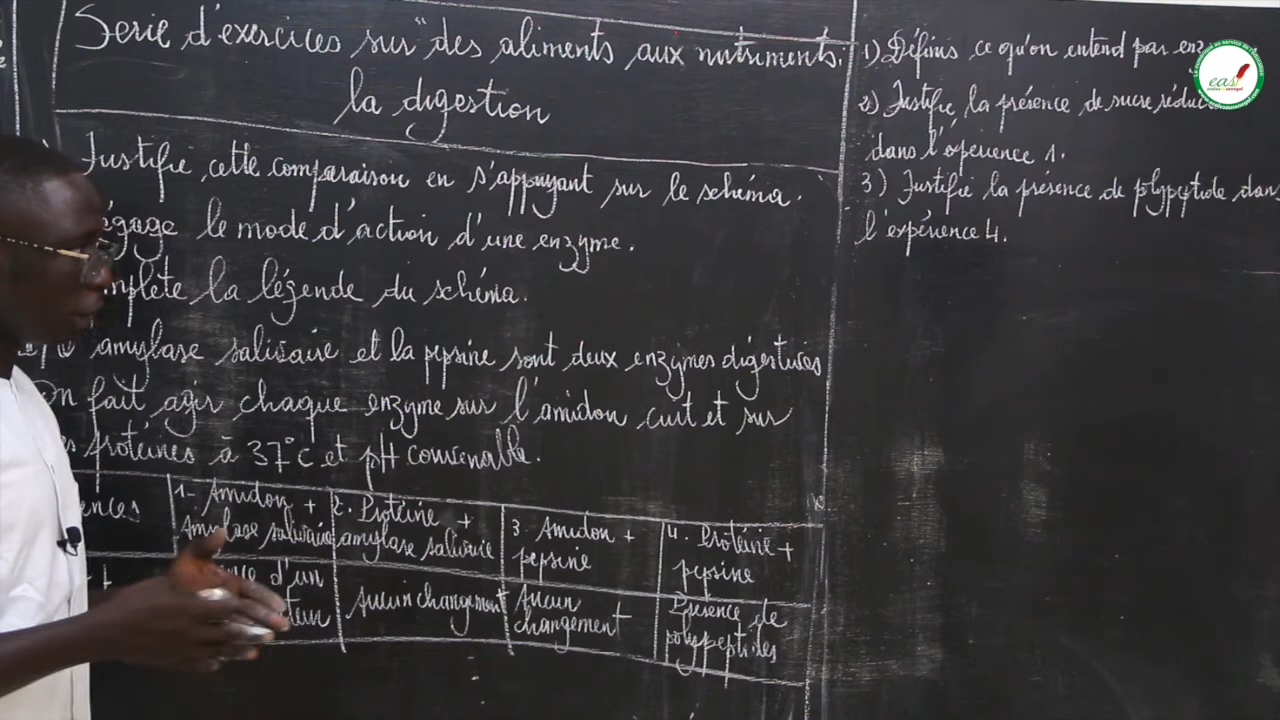 Serie d'exercices sur "des aliments aux nutriments.
la digestion
Justifie cette comparaison en s'appuyant sur le schéma.
égage le mode d'action d'une enzyme.
mplète la légende du schéma.
amylase salivaire et la pepsine sont deux enzymes digestives
On fait agir chaque enzyme sur l'amidon cuit et sur
s protéines à 37°c et pH convenable.
ences
1- Amidon +
Amylase salivaire
2. Protéine +
amylase salivaire
3. Amidon +
pepsine
4. Protéine +
pepsine
d'un
Aucun changement
Aucun
changement
Présence de
polypeptides
1) Définis ce qu'on entend par enz
2) Justifie la présence de sucre réduc
dans l'expérience 1.
3) Justifie la présence de polypeptide dans
l'expérience 4.
eas